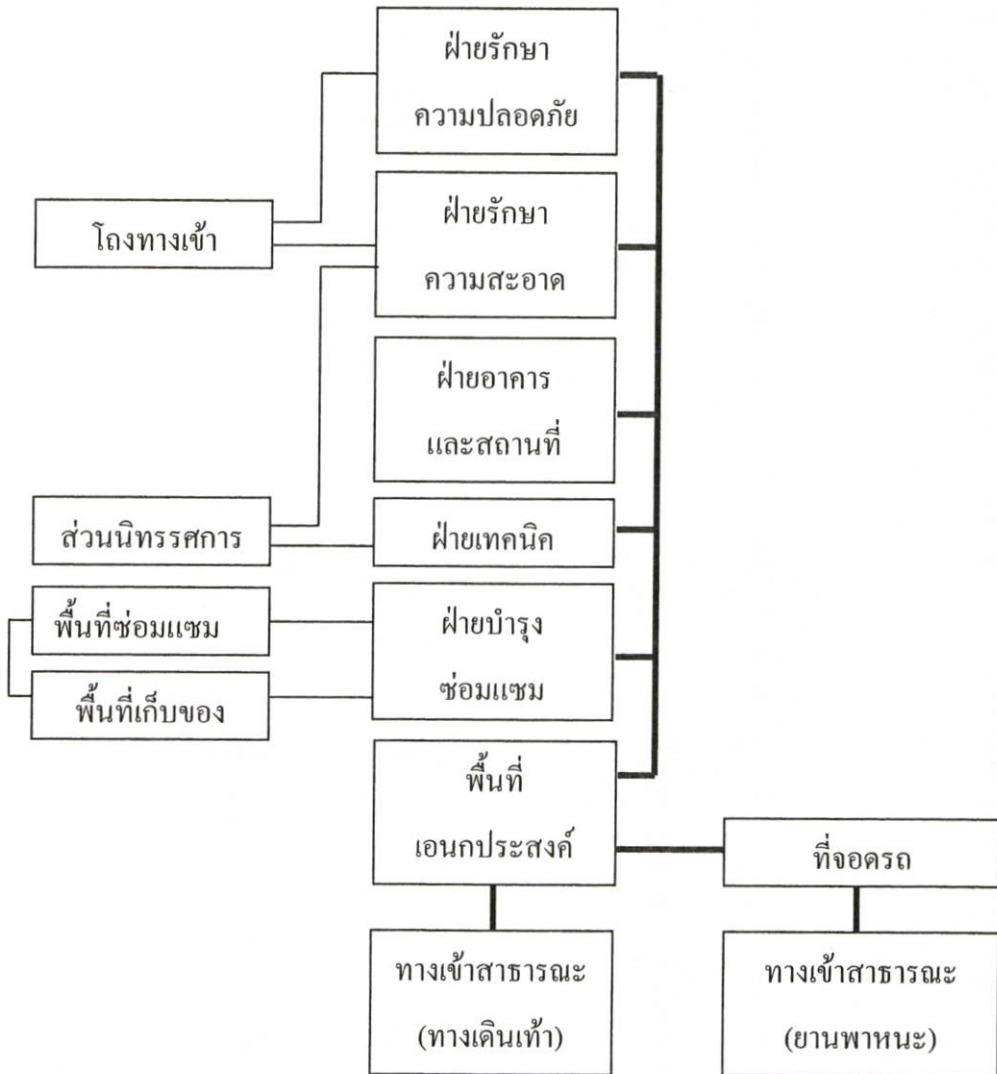 ฝ่ายรักษา
ความปลอดภัย
โถงทางเข้า
ฝ่ายรักษา
ความสะอาด
ฝ่ายอาคาร
และสถานที่
ส่วนนิทรรศการ
ฝ่ายเทคนิค
พื้นที่ซ่อมแซม
ฝ่ายบำรุง
ซ่อมแซม
พื้นที่เก็บของ
พื้นที่
เอนกประสงค์
ที่จอดรถ
ทางเข้าสาธารณะ
(ทางเดินเท้า)
ทางเข้าสาธารณะ
(ยานพาหนะ)